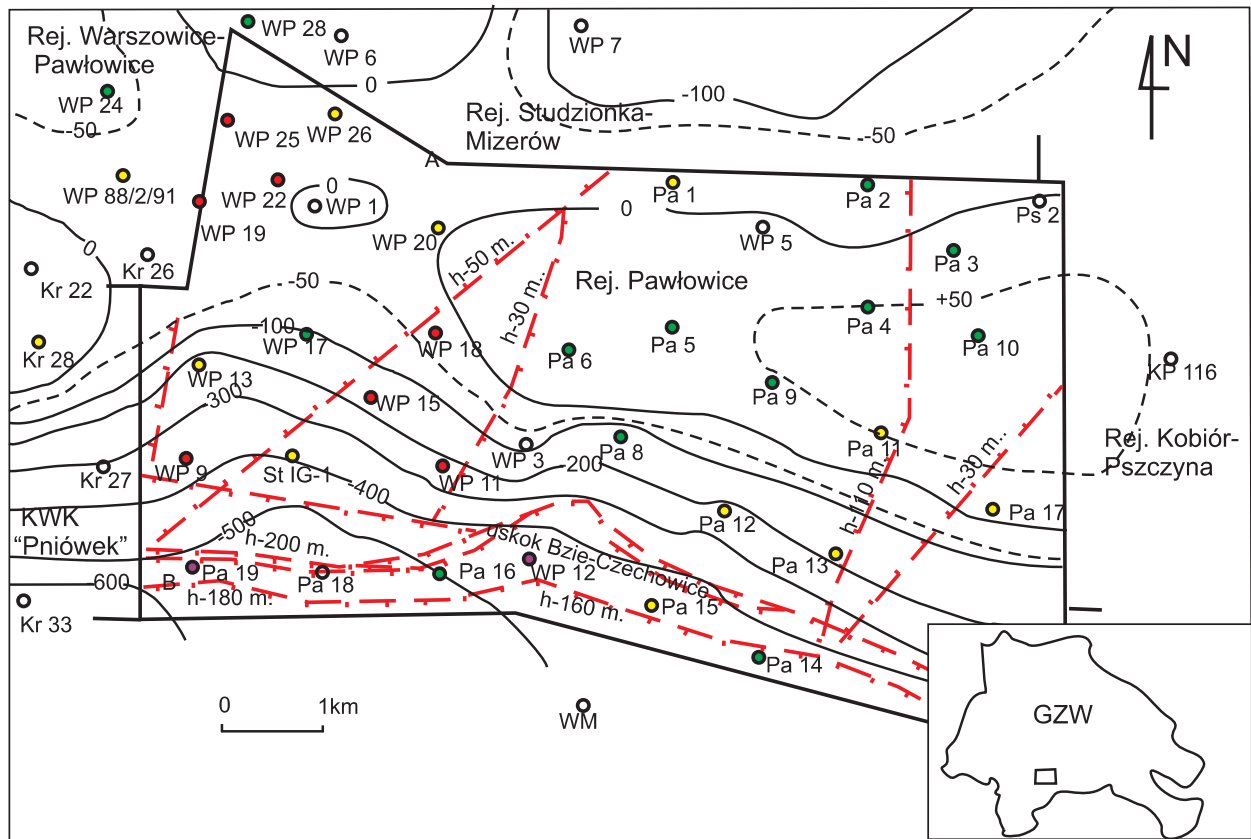 WP 28
WP 6
WP 7
Rej. Warszowice-
Pawłowice
N
0
-100
WP 24
-50
WP 25
WP 26
Rej. Studzionka-
Mizerów
-50
A
WP 88/2/91
WP 22
0
WP 1
Pa 1
Pa 2
Ps 2
WP 19
WP 20
0
WP 5
0
Kr 26
Kr 22
h-50 m.
Rej. Pawłowice
Pa 3
-50
h-30 m..
+50
Pa 4
-100
WP 17
WP 18
Pa 6
Pa 5
Pa 10
Kr 28
WP 13
KP 116
300
WP 15
Pa 9
Pa 11
Rej. Kobiór-
Pszczyna
WP 3
Pa 8
200
Kr 27
WP 9
St IG-1
WP 11
h-110 m.
h-30 m..
-400
Pa 12
Pa 17
KWK
“Pniówek”
-500
h-200 m.
uskok Bzie-Czechowice
Pa 13
-600
B
Pa 19
Pa 18
Pa 16
WP 12
h-180 m.
h-160 m.
Pa 15
Kr 33
Pa 14
0
1km
WM
GZW